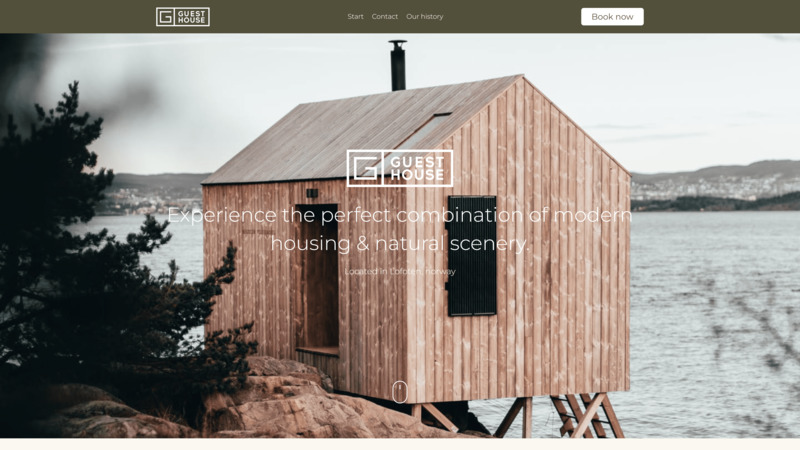 GUEST
HOUSE
Start
Contact
Our history
Book now
GUEST
HOUSE
Experience the perfect combination of modern
housing & natural scenery.
Located in Lofoten, norway